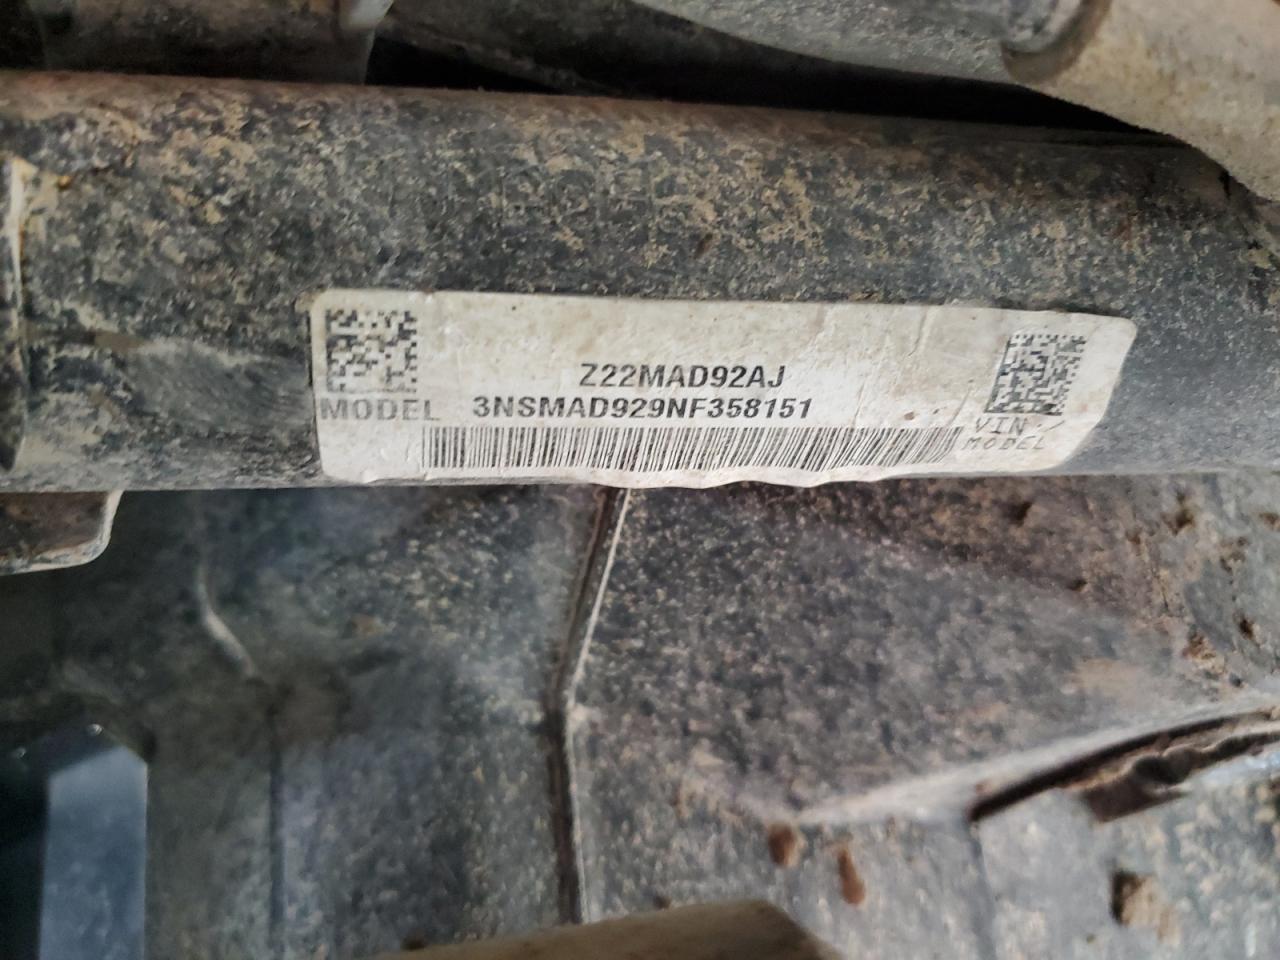 Z22MAD92AJ
MODEL 3NSMAD929NF358151
VIN /
MODEL